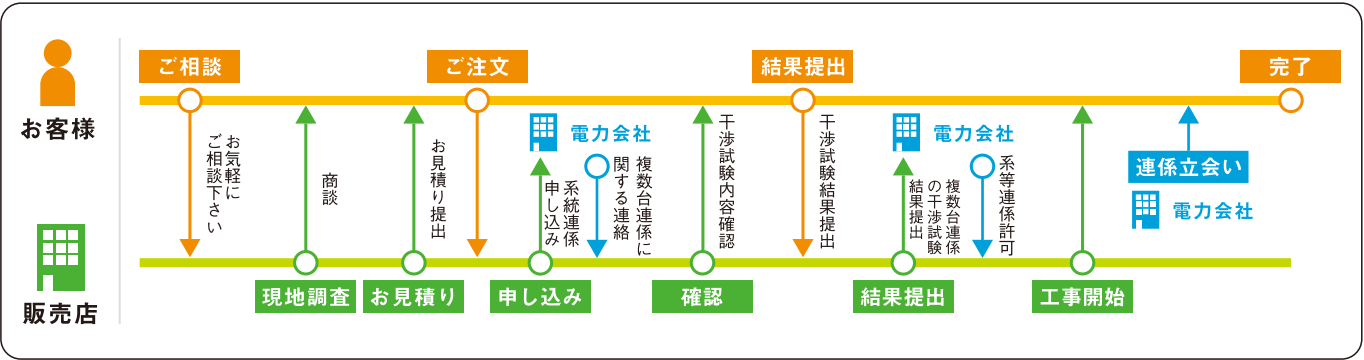 お客様
販売店
ご相談
お気軽に
ご相談下さい
商談
現地調査
お見積り提出
お見積り
ご注文
電力会社
系統連係
申し込み
申し込み
複数台連係に
関する連絡
干渉試験内容確認
確認
結果提出
干渉試験結果提出
電力会社
複数台連係
の干渉試験
結果提出
結果提出
系等連係許可
工事開始
連係立会い
電力会社
完了